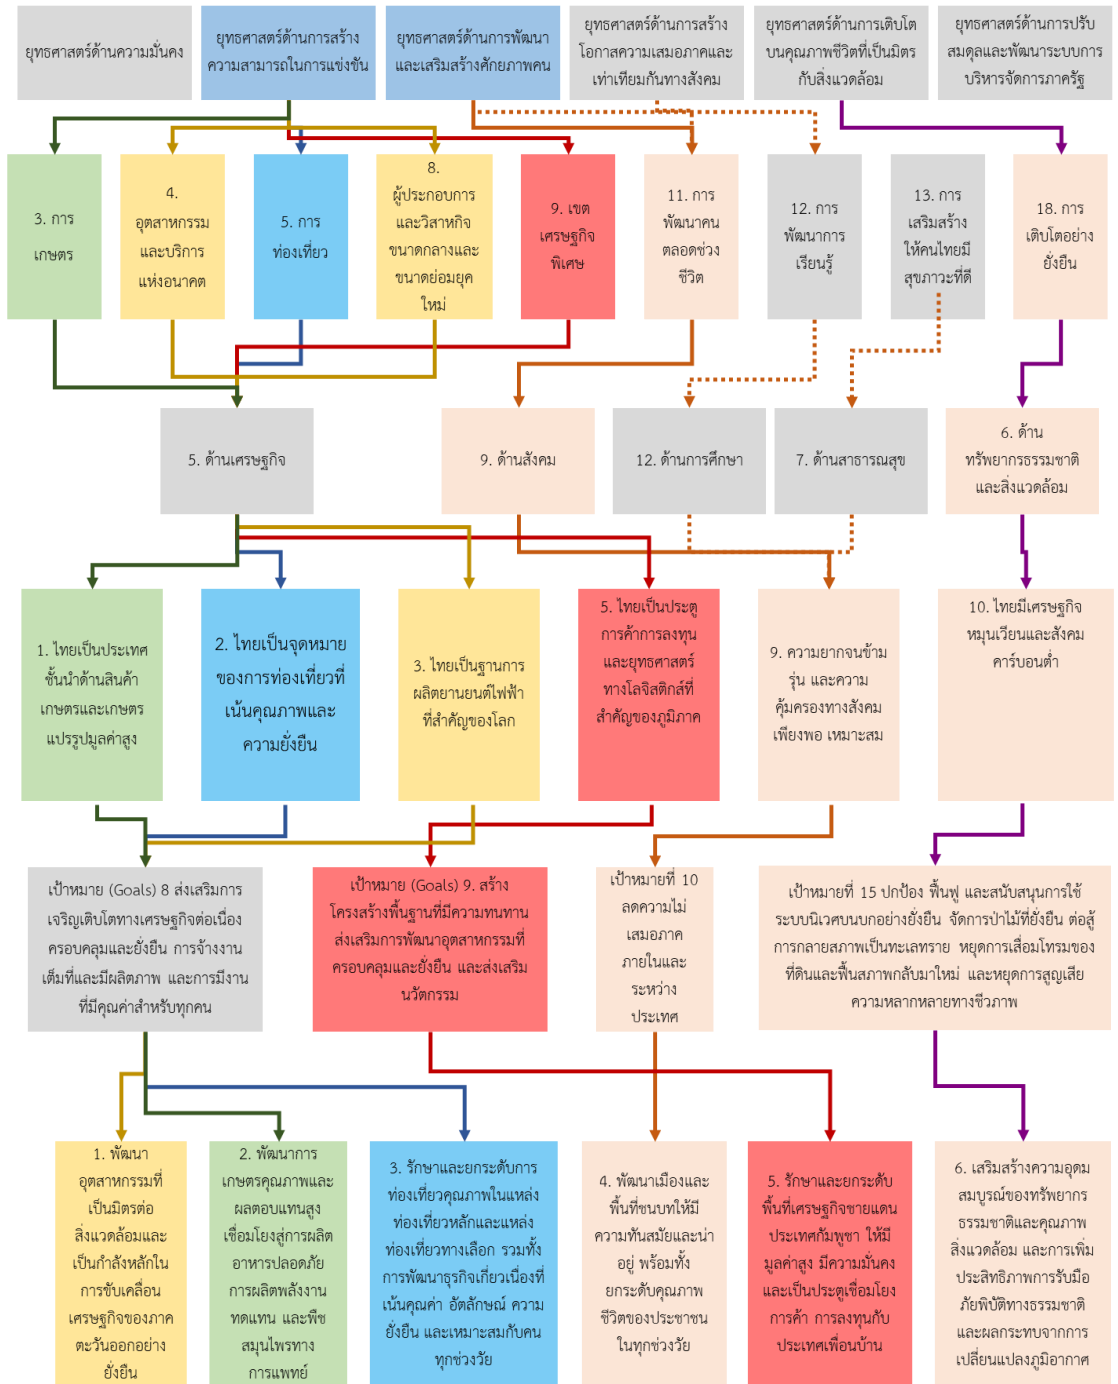 ยุทธศาสตร์ด้านความมั่นคง
ยุทธศาสตร์ด้านการสร้าง
ความสามารถในการแข่งขัน
ยุทธศาสตร์ด้านการพัฒนา
และเสริมสร้างศักยภาพคน
ยุทธศาสตร์ด้านการสร้าง
โอกาสความเสมอภาคและ
เท่าเทียมกันทางสังคม
ยุทธศาสตร์ด้านการเติบโต
บนคุณภาพชีวิตที่เป็นมิตร
กับสิ่งแวดล้อม
ยุทธศาสตร์ด้านการปรับ
สมดุลและพัฒนาระบบการ
บริหารจัดการภาครัฐ
3. การ
เกษตร
4.
อุตสาหกรรม
และบริการ
แห่งอนาคต
5. การ
ท่องเที่ยว
8.
ผู้ประกอบการ
และวิสาหกิจ
ขนาดกลางและ
ขนาดย่อมยุค
ใหม่
9. เขต
เศรษฐกิจ
พิเศษ
11. การ
พัฒนาคน
ตลอดช่วง
ชีวิต
12. การ
พัฒนาการ
เรียนรู้
13. การ
เสริมสร้าง
ให้คนไทยมี
สุขภาวะที่ดี
18. การ
เติบโตอย่าง
ยั่งยืน
5. ด้านเศรษฐกิจ
9. ด้านสังคม
12. ด้านการศึกษา
7. ด้านสาธารณสุข
6. ด้าน
ทรัพยากรธรรมชาติ
และสิ่งแวดล้อม
1. ไทยเป็นประเทศ
ชั้นนำด้านสินค้า
เกษตรและเกษตร
แปรรูปมูลค่าสูง
2. ไทยเป็นจุดหมาย
ของการท่องเที่ยวที่
เน้นคุณภาพและ
ความยั่งยืน
3. ไทยเป็นฐานการ
ผลิตยานยนต์ไฟฟ้า
ที่สำคัญของโลก
5. ไทยเป็นประตู
การค้าการลงทุน
และยุทธศาสตร์
ทางโลจิสติกส์ที่
สำคัญของภูมิภาค
9. ความยากจนข้าม
รุ่น และความ
คุ้มครองทางสังคม
เพียงพอ เหมาะสม
10. ไทยมีเศรษฐกิจ
หมุนเวียนและสังคม
คาร์บอนต่ำ
เป้าหมาย (Goals) 8 ส่งเสริมการ
เจริญเติบโตทางเศรษฐกิจต่อเนื่อง
ครอบคลุมและยั่งยืน การจ้างงาน
เต็มที่และมีผลิตภาพ และการมีงาน
ที่มีคุณค่าสำหรับทุกคน
เป้าหมาย (Goals) 9. สร้าง
โครงสร้างพื้นฐานที่มีความทนทาน
ส่งเสริมการพัฒนาอุตสาหกรรมที่
ครอบคลุมและยั่งยืน และส่งเสริม
นวัตกรรม
เป้าหมายที่ 10
ลดความไม่
เสมอภาค
ภายในและ
ระหว่าง
ประเทศ
เป้าหมายที่ 15 ปกป้อง ฟื้นฟู และสนับสนุนการใช้
ระบบนิเวศบนบกอย่างยั่งยืน จัดการป่าไม้ที่ยั่งยืน ต่อสู้
การกลายสภาพเป็นทะเลทราย หยุดการเสื่อมโทรมของ
ที่ดินและฟื้นสภาพกลับมาใหม่ และหยุดการสูญเสีย
ความหลากหลายทางชีวภาพ
1. พัฒนา
อุตสาหกรรมที่
เป็นมิตรต่อ
สิ่งแวดล้อมและ
เป็นกำลังหลักใน
การขับเคลื่อน
เศรษฐกิจของภาค
ตะวันออกอย่าง
ยั่งยืน
2. พัฒนาการ
เกษตรคุณภาพและ
ผลตอบแทนสูง
เชื่อมโยงสู่การผลิต
อาหารปลอดภัย
การผลิตพลังงาน
ทดแทน และพืช
สมุนไพรทาง
การแพทย์
3. รักษาและยกระดับการ
ท่องเที่ยวคุณภาพในแหล่ง
ท่องเที่ยวหลักและแหล่ง
ท่องเที่ยวทางเลือก รวมทั้ง
การพัฒนาธุรกิจเกี่ยวเนื่องที่
เน้นคุณค่า อัตลักษณ์ ความ
ยั่งยืน และเหมาะสมกับคน
ทุกช่วงวัย
4. พัฒนาเมืองและ
พื้นที่ชนบทให้มี
ความทันสมัยและน่า
อยู่ พร้อมทั้ง
ยกระดับคุณภาพ
ชีวิตของประชาชน
ในทุกช่วงวัย
5. รักษาและยกระดับ
พื้นที่เศรษฐกิจชายแดน
ประเทศกัมพูชา ให้มี
มูลค่าสูง มีความมั่นคง
และเป็นประตูเชื่อมโยง
การค้า การลงทุนกับ
ประเทศเพื่อนบ้าน
6. เสริมสร้างความอุดม
สมบูรณ์ของทรัพยากร
ธรรมชาติและคุณภาพ
สิ่งแวดล้อม และการเพิ่ม
ประสิทธิภาพการรับมือ
ภัยพิบัติทางธรรมชาติ
และผลกระทบจากการ
เปลี่ยนแปลงภูมิอากาศ